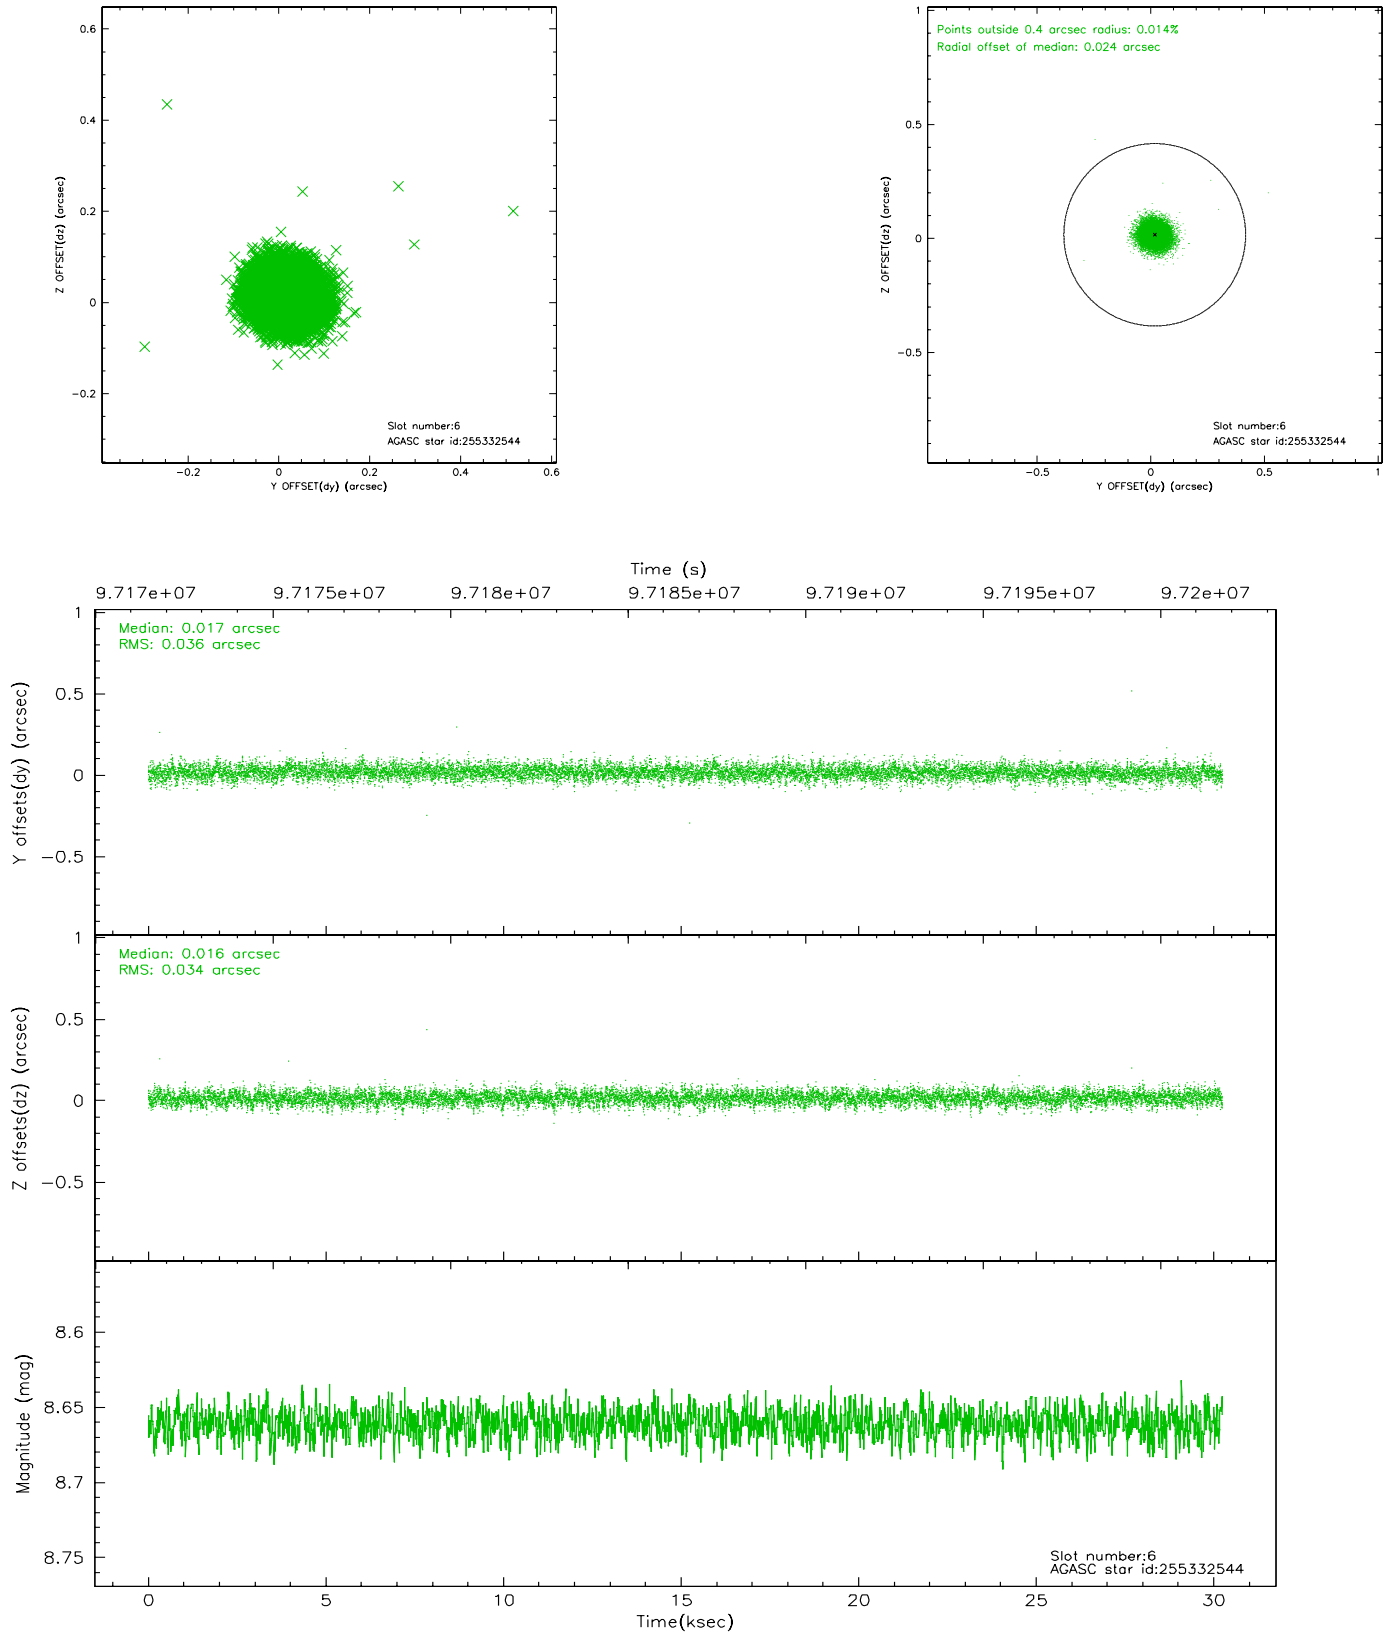 0.6
0.4
0.2
0
−0.2
Z OFFSET(dz) (arcsec)
Slot number:6
AGASC star id:255332544
−0.2 0 0.2 0.4 0.6
Y OFFSET(dy) (arcsec)
1
0.5
0
−0.5
Z OFFSET(dz) (arcsec)
Points outside 0.4 arcsec radius: 0.014%
Radial offset of median: 0.024 arcsec
Slot number:6
AGASC star id:255332544
−0.5 0 0.5 1
Y OFFSET(dy) (arcsec)
Time (s)
9.717e+07 9.7175e+07 9.718e+07 9.7185e+07 9.719e+07 9.7195e+07 9.72e+07
1
0.5
0
−0.5
Y offsets(dy) (arcsec)
Median: 0.017 arcsec
RMS: 0.036 arcsec
1
0.5
0
−0.5
Z offsets(dz) (arcsec)
Median: 0.016 arcsec
RMS: 0.034 arcsec
8.6
8.65
8.7
8.75
Magnitude (mag)
Slot number:6
AGASC star id:255332544
0 5 10 15 20 25 30
Time(ksec)